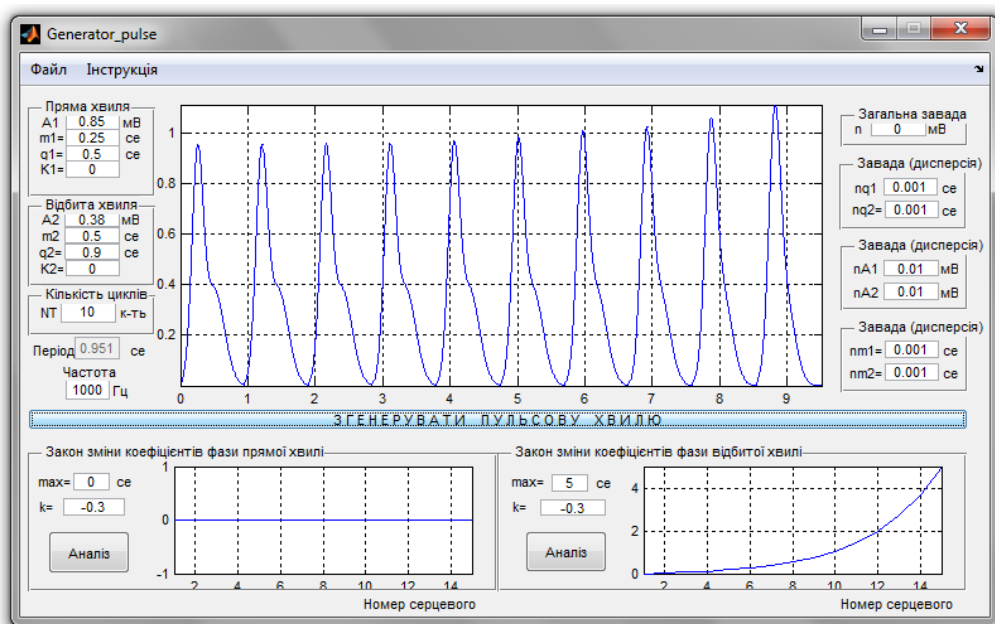 Generator_pulse
Файл Інструкція
Пряма хвиля
A1 0.85 мВ
m1= 0.25 се
q1= 0.5 се
K1= 0
Відбита хвиля
A2 0.38 мВ
m2 0.5 се
q2= 0.9 се
K2= 0
Кількість циклів
NT 10 к-ть
Період 0.951 се
Частота
1000 Гц
1
0.8
0.6
0.4
0.2
0 1 2 3 4 5 6 7 8 9
Загальна завада
n 0 мВ
Завада (дисперсія)
nq1 0.001 се
nq2= 0.001 се
Завада (дисперсія)
nA1 0.01 мВ
nA2 0.01 мВ
Завада (дисперсія)
nm1= 0.001 се
nm2= 0.001 се
ЗГЕНЕРУВАТИ ПУЛЬСОВУ ХВИЛЮ
Закон зміни коефіцієнтів фази прямої хвилі
max= 0 се
k= -0.3
Аналіз
1
0
-1
2 4 6 8 10 12 14
Номер серцевого
Закон зміни коефіцієнтів фази відбитої хвилі
max= 5 се
k= -0.3
Аналіз
4
2
0
2 4 6 8 10 12 14
Номер серцевого